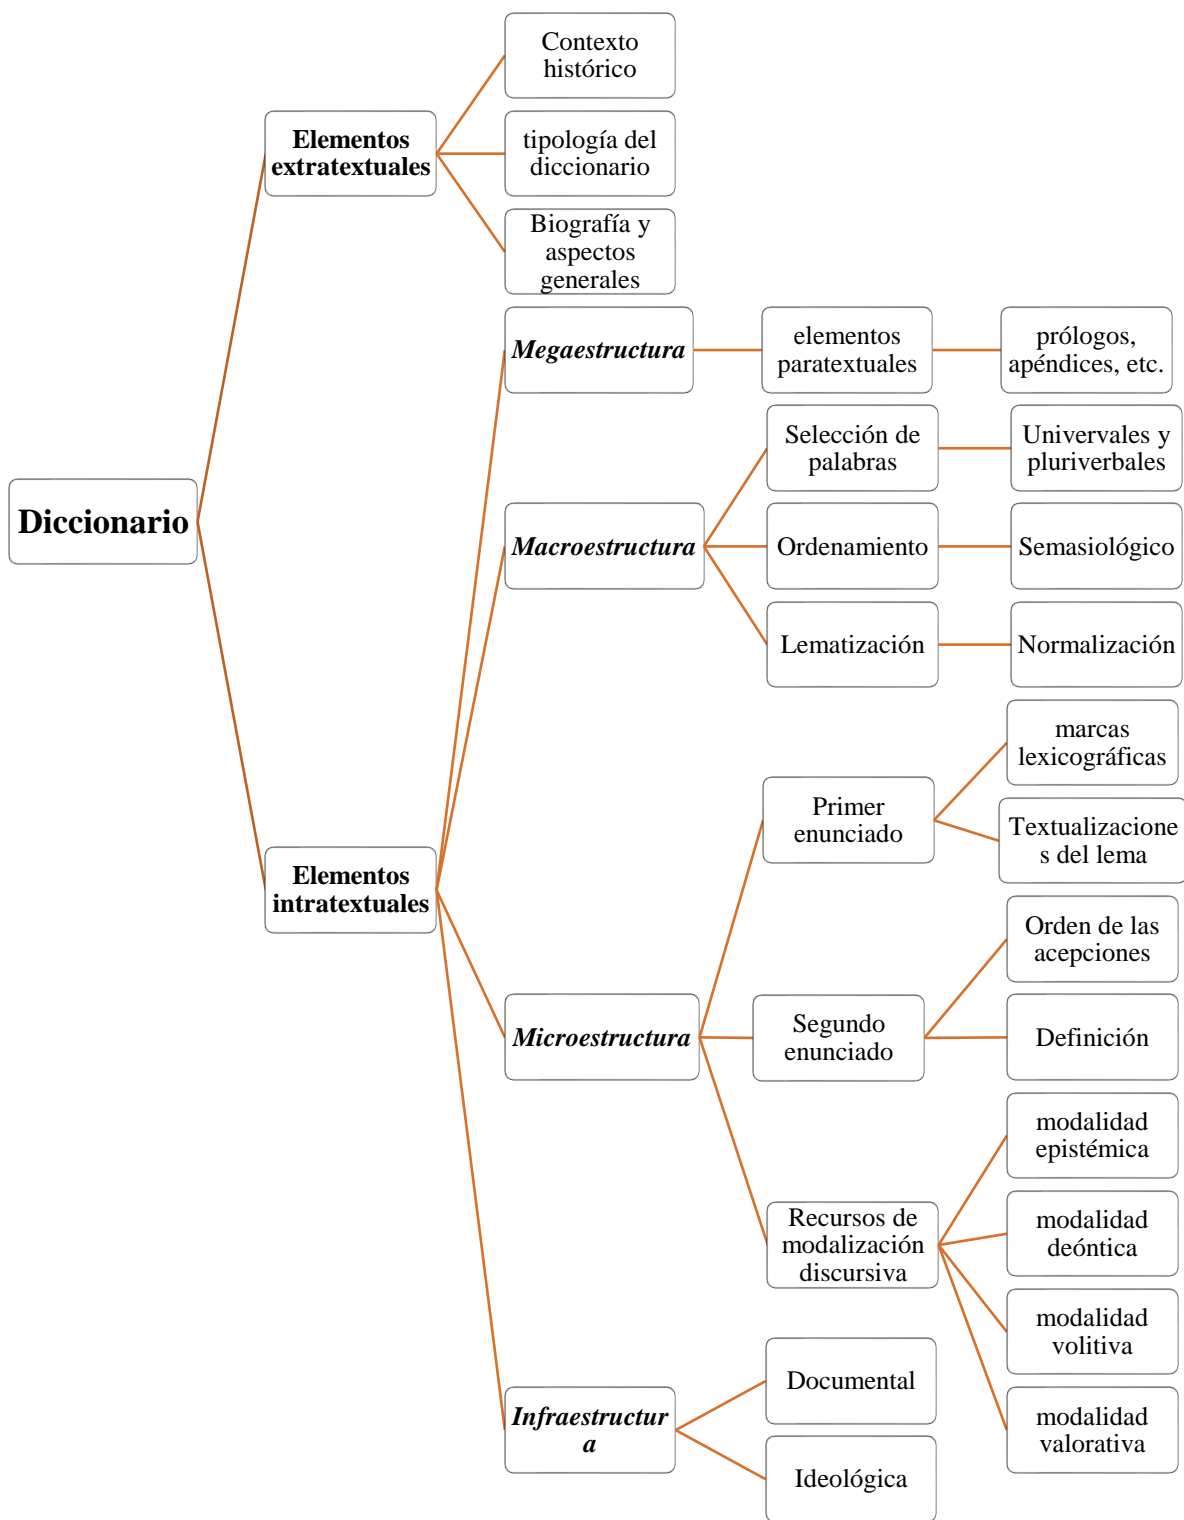 Contexto
histórico
Elementos
extratextuales
tipología del
diccionario
Biografía y
aspectos
generales
Megaestructura
elementos
paratextuales
prólogos,
apéndices, etc.
Selección de
palabras
Univervales y
pluriverbales
Diccionario
Macroestructura
Ordenamiento
Semasiológico
Lematización
Normalización
marcas
lexicográficas
Primer
enunciado
Textualizacione
s del lema
Elementos
intratextuales
Orden de las
acepciones
Microestructura
Segundo
enunciado
Definición
modalidad
epistémica
Recursos de
modalización
discursiva
modalidad
deóntica
modalidad
volitiva
Documental
Infraestructur
a
modalidad
valorativa
Ideológica